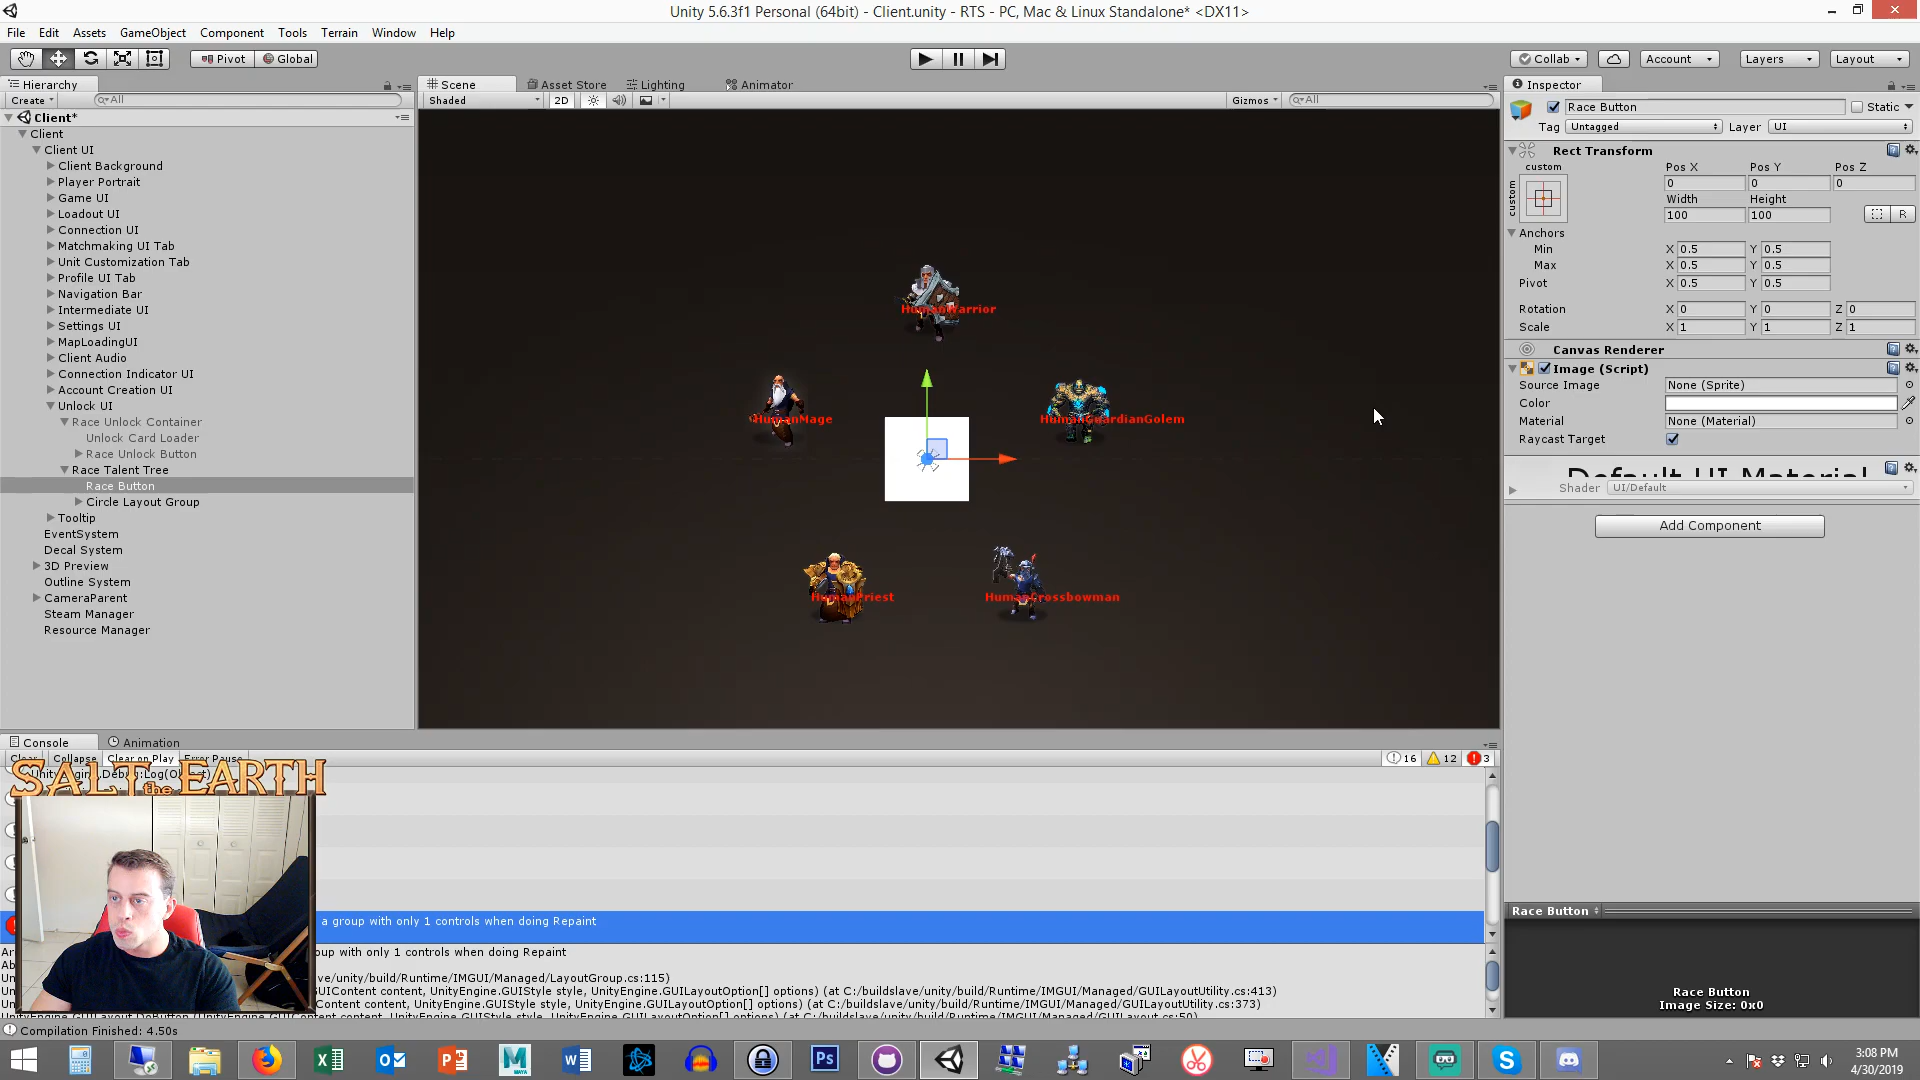 Unity 5.6.3f1 Personal (64bit) - Client.unity - RTS - PC, Mac & Linux Standalone* <DX11>
File Edit Assets GameObject Component Tools Terrain Window Help
Pivot Global Collab Account Layers Layout
Hierarchy
Create All
Client*
Client
Client UI
Client Background
Player Portrait
Game UI
Loadout UI
Connection UI
Matchmaking UI Tab
Unit Customization Tab
Profile UI Tab
Navigation Bar
Intermediate UI
Settings UI
MapLoadingUI
Client Audio
Connection Indicator UI
Account Creation UI
Unlock UI
Race Unlock Container
Unlock Card Loader
Race Unlock Button
Race Talent Tree
Race Button
Circle Layout Group
Tooltip
EventSystem
Decal System
3D Preview
Outline System
CameraParent
Steam Manager
Resource Manager
Scene Asset Store Lighting Animator
Shaded 2D Gizmos All
HumanWarrior
HumanMage
HumanGuardianGolem
HumanPriest
HumanCrossbowman
Inspector
Race Button Static
Tag Untagged Layer UI
Rect Transform
custom Pos X Pos Y Pos Z
custom
0 0 0
Width Height
100 100 R
Anchors
Min X 0.5 Y 0.5
Max X 0.5 Y 0.5
Pivot X 0.5 Y 0.5
Rotation X 0 Y 0 Z 0
Scale X 1 Y 1 Z 1
Canvas Renderer
Image (Script)
Source Image None (Sprite)
Color
Material None (Material)
Raycast Target
Default UI Material
Shader UI/Default
Add Component
Race Button
Race Button
Image Size: 0x0
Console Animation
Clear Collapse Clear on Play Error Pause 16 12 3
SALT the EARTH
a group with only 1 controls when doing Repaint
oup with only 1 controls when doing Repaint
ve/unity/build/Runtime/IMGUI/Managed/LayoutGroup.cs:115)
UIContent content, UnityEngine.GUIStyle style, UnityEngine.GUILayoutOption[] options) (at C:/buildslave/unity/build/Runtime/IMGUI/Managed/GUILayoutUtility.cs:413)
Content content, UnityEngine.GUIStyle style, UnityEngine.GUILayoutOption[] options) (at C:/buildslave/unity/build/Runtime/IMGUI/Managed/GUILayoutUtility.cs:373)
Compilation Finished: 4.50s
3:08 PM
4/30/2019